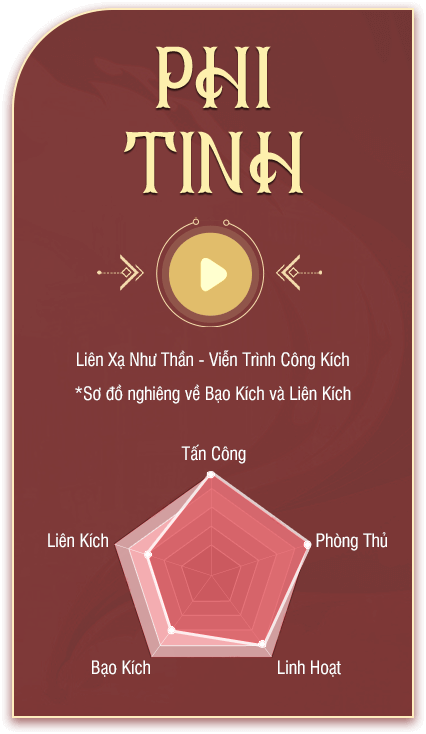 PHI
TINH
Liên Xạ Như Thần - Viễn Trình Công Kích
*Sơ đồ nghiêng về Bạo Kích và Liên Kích
Tấn Công
Liên Kích
Phòng Thủ
Bạo Kích
Linh Hoạt